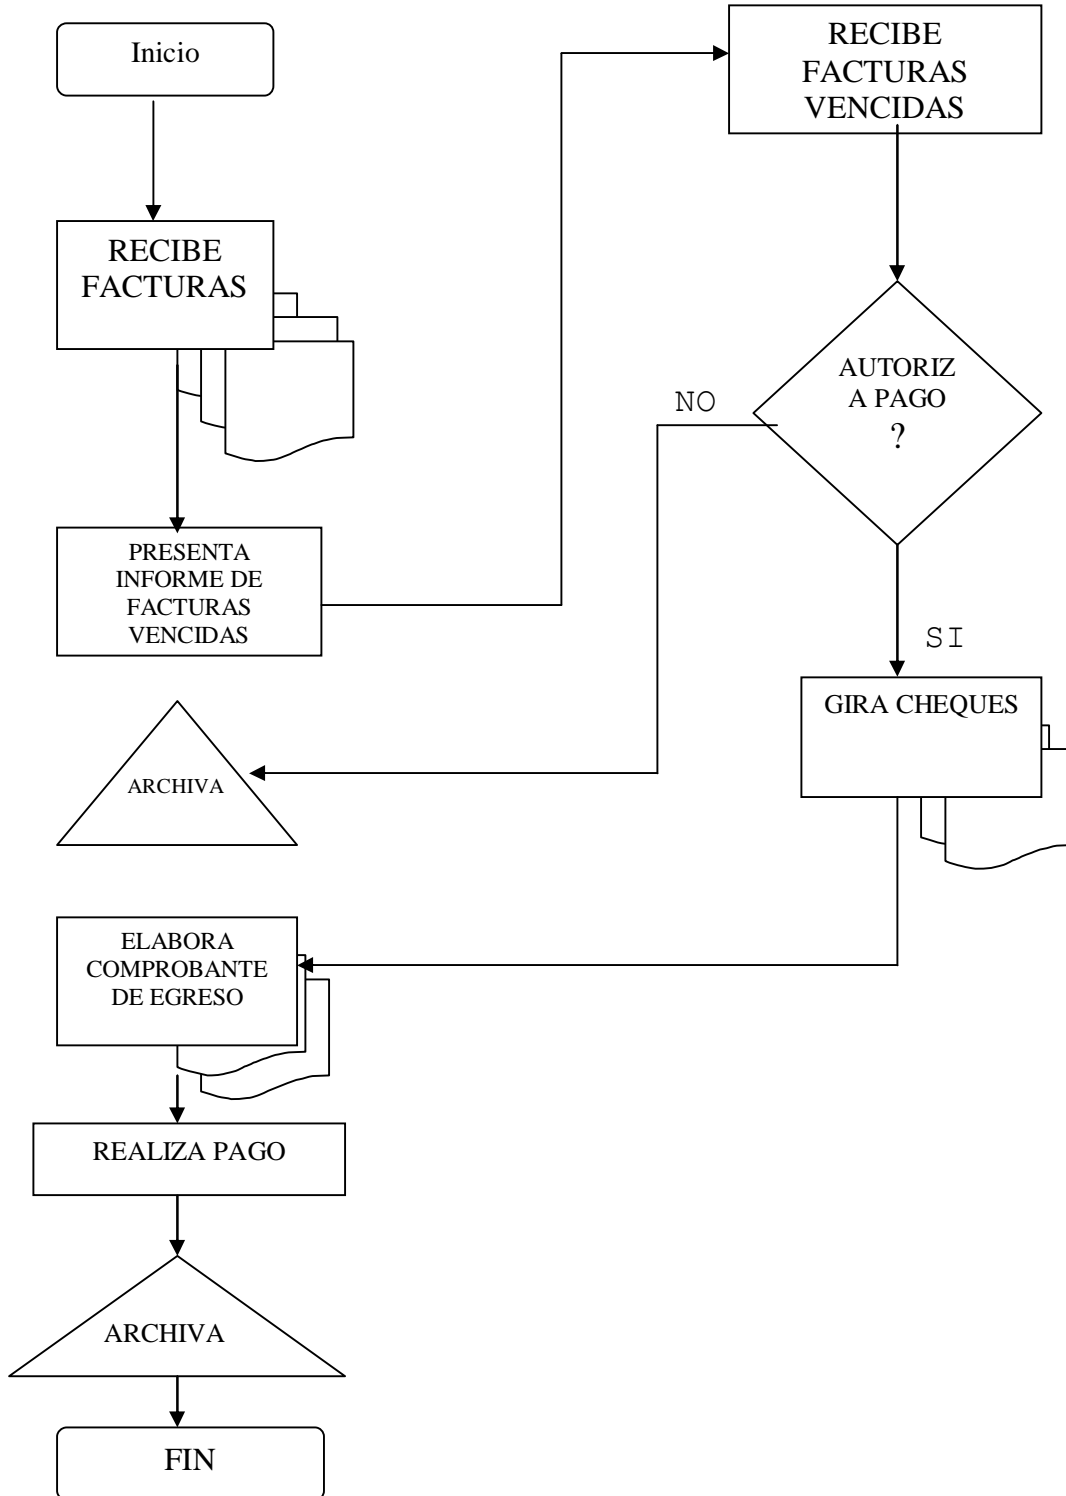 Inicio
RECIBE
FACTURAS
PRESENTA
INFORME DE
FACTURAS
VENCIDAS
RECIBE
FACTURAS
VENCIDAS
AUTORIZ
A PAGO
?
NO
SI
ARCHIVA
GIRA CHEQUES
ELABORA
COMPROBANTE
DE EGRESO
REALIZA PAGO
ARCHIVA
FIN